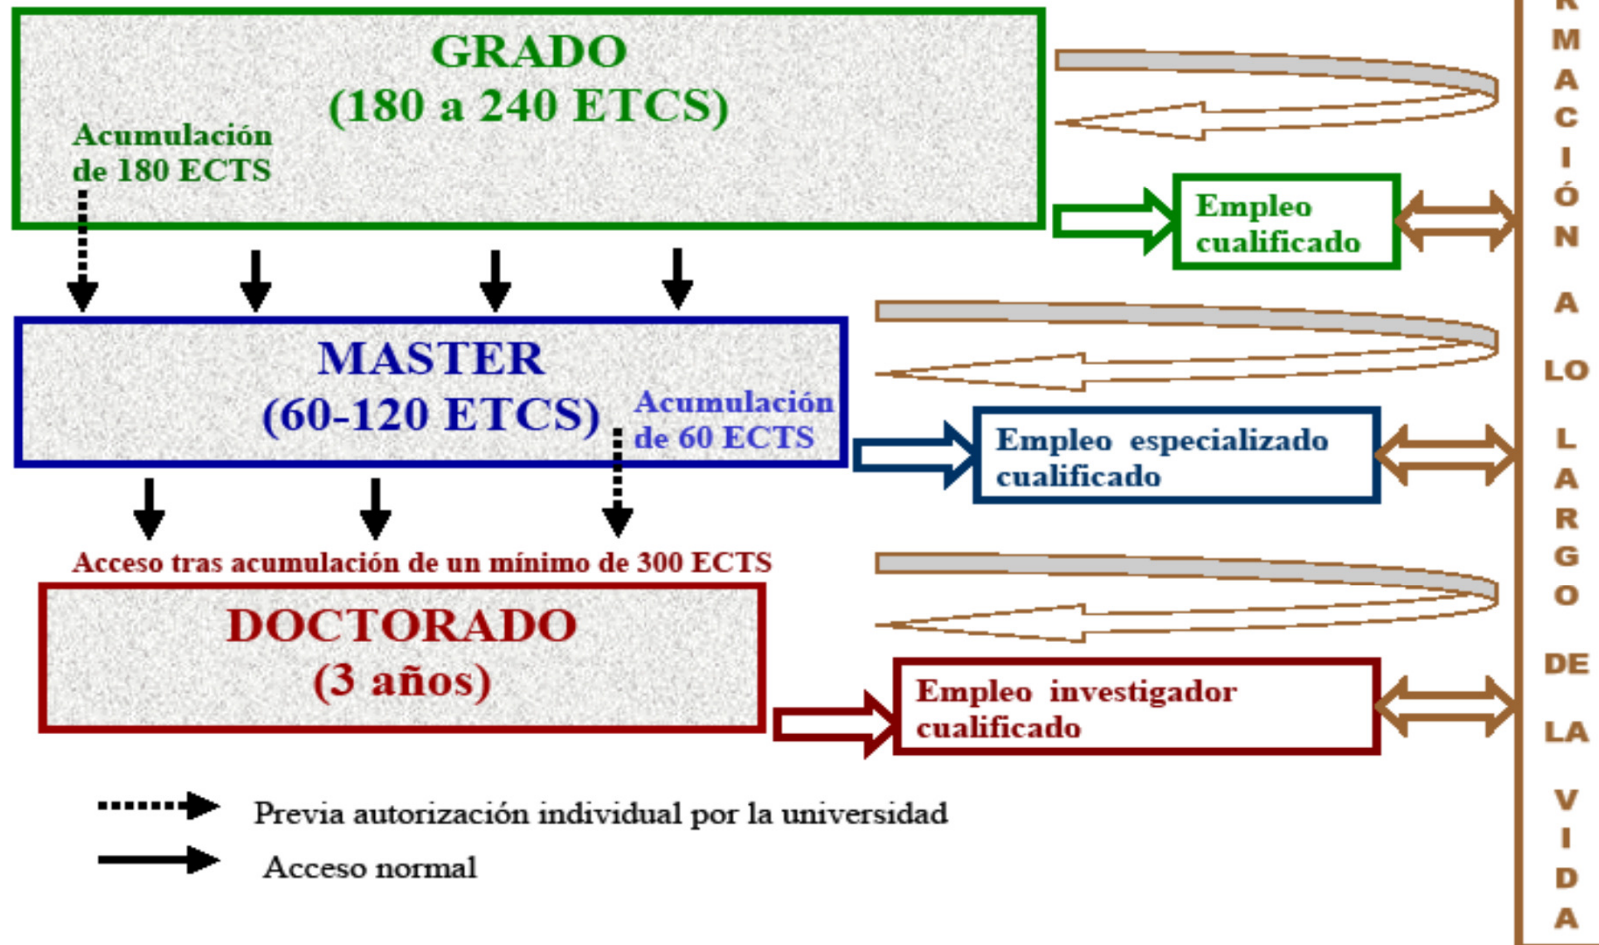 GRADO
(180 a 240 ETCS)
Acumulación
de 180 ECTS
Empleo
cualificado
MASTER
(60-120 ETCS)
Acumulación
de 60 ECTS
Empleo especializado
cualificado
Acceso tras acumulación de un mínimo de 300 ECTS
DOCTORADO
(3 años)
Empleo investigador
cualificado
Previa autorización individual por la universidad
Acceso normal
RMACIÓN A LO LARGO DE LA VIDA